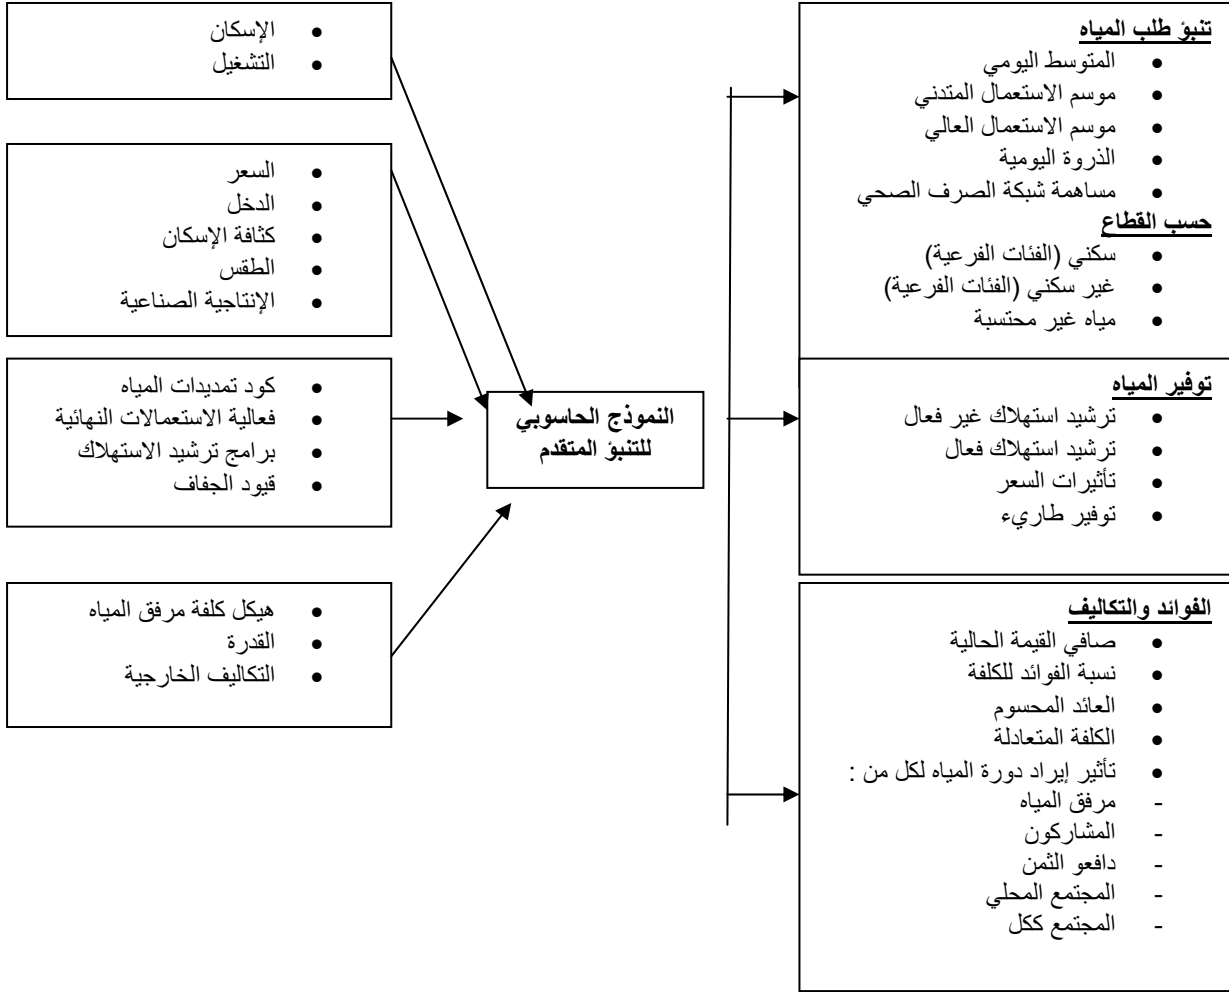 • الإسكان
• التشغيل
• السعر
• الدخل
• كثافة الإسكان
• الطقس
• الإنتاجية الصناعية
• كود تمديدات المياه
• فعالية الاستعمالات النهائية
• برامج ترشيد الاستهلاك
• قيود الجفاف
• هيكل كلفة مرفق المياه
• القدرة
• التكاليف الخارجية
النموذج الحاسوبي
للتنبؤ المتقدم
تنبؤ طلب المياه
• المتوسط اليومي
• موسم الاستعمال المتدني
• موسم الاستعمال العالي
• الذروة اليومية
• مساهمة شبكة الصرف الصحي
حسب القطاع
• سكني (الفئات الفرعية)
• غير سكني (الفئات الفرعية)
• مياه غير محتسبة
توفير المياه
• ترشيد استهلاك غير فعال
• ترشيد استهلاك فعال
• تأثيرات السعر
• توفير طاريء
الفوائد والتكاليف
• صافي القيمة الحالية
• نسبة الفوائد للكلفة
• العائد المحسوم
• الكلفة المتعادلة
• تأثير إيراد دورة المياه لكل من :
- مرفق المياه
- المشاركون
- دافعو الثمن
- المجتمع المحلي
- المجتمع ككل